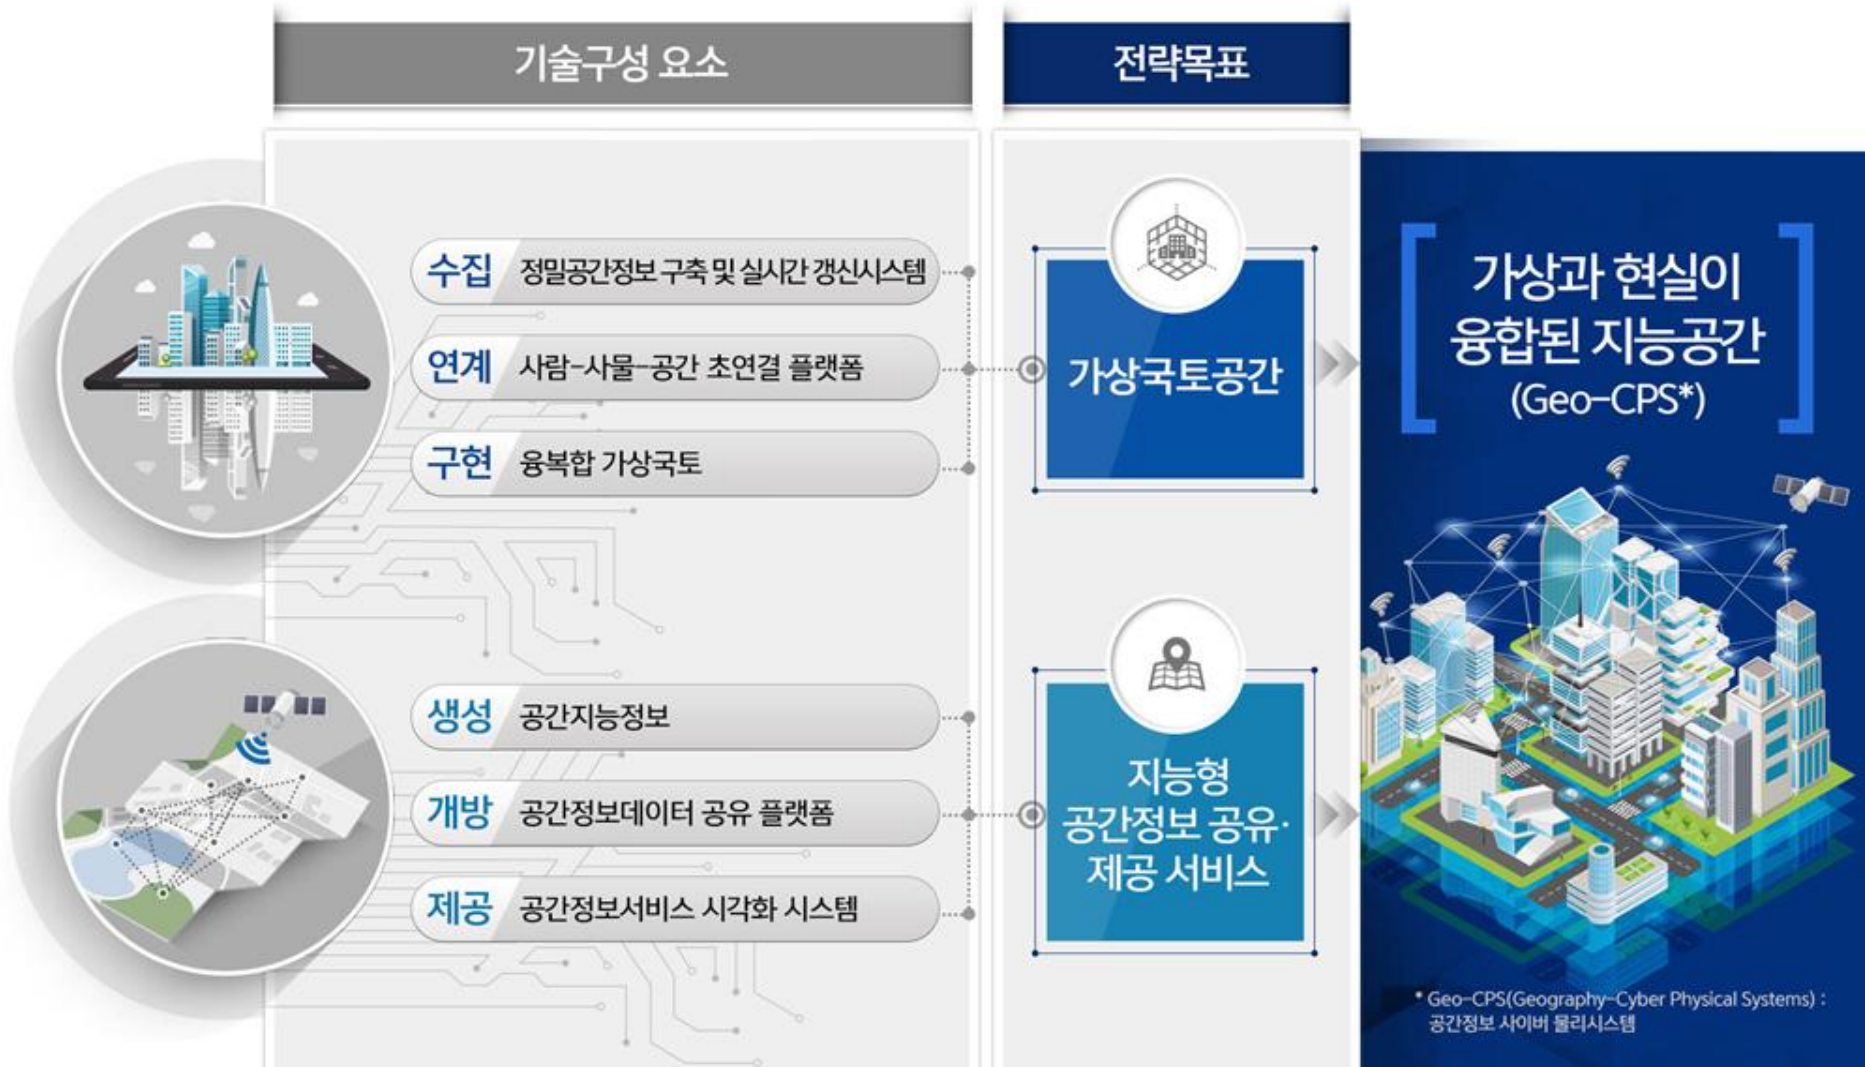 기술구성 요소
전략목표
수집 정밀공간정보 구축 및 실시간 갱신시스템
연계 사람-사물-공간 초연결 플랫폼
구현 융복합 가상국토
가상국토공간
생성 공간지능정보
개방 공간정보데이터 공유 플랫폼
제공 공간정보서비스 시각화 시스템
지능형
공간정보 공유·
제공 서비스
가상과 현실이
융합된 지능공간
(Geo-CPS*)
* Geo-CPS(Geography-Cyber Physical Systems) :
공간정보 사이버 물리시스템